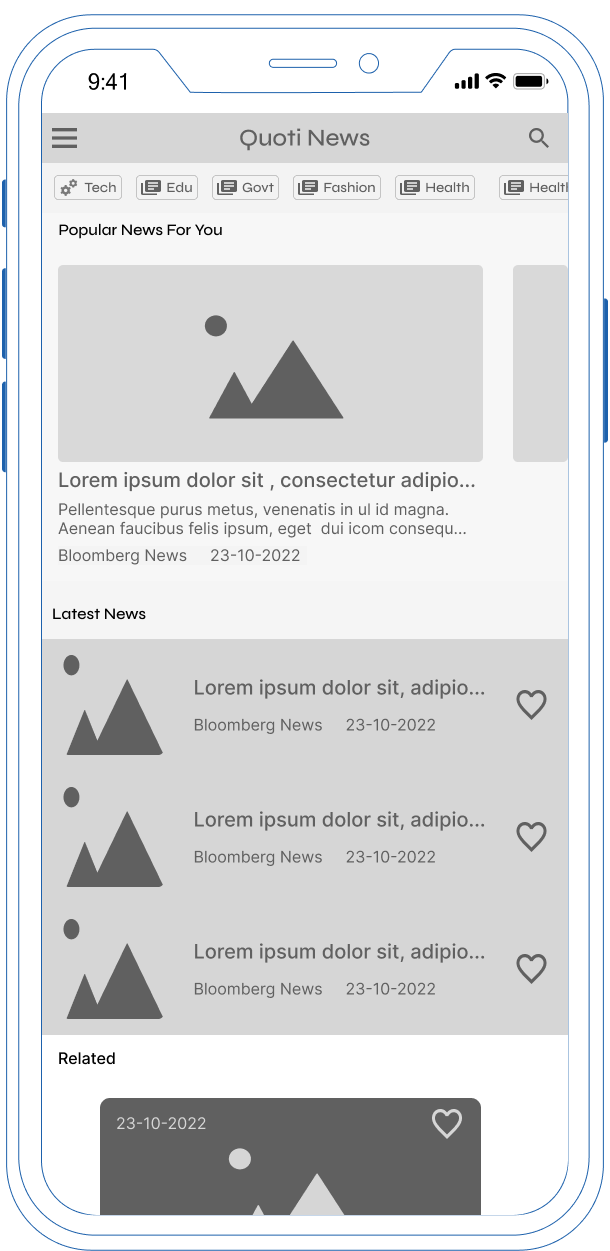 9:41
Quoti News
Tech Edu Govt Fashion Health Health
Popular News For You
Lorem ipsum dolor sit , consectetur adipio...
Pellentesque purus metus, venenatis in ul id magna.
Aenean faucibus felis ipsum, eget  dui icom consequ...
Bloomberg News 23-10-2022
Latest News
Lorem ipsum dolor sit, adipio...
Bloomberg News 23-10-2022
Lorem ipsum dolor sit, adipio...
Bloomberg News 23-10-2022
Lorem ipsum dolor sit, adipio...
Bloomberg News 23-10-2022
Related
23-10-2022